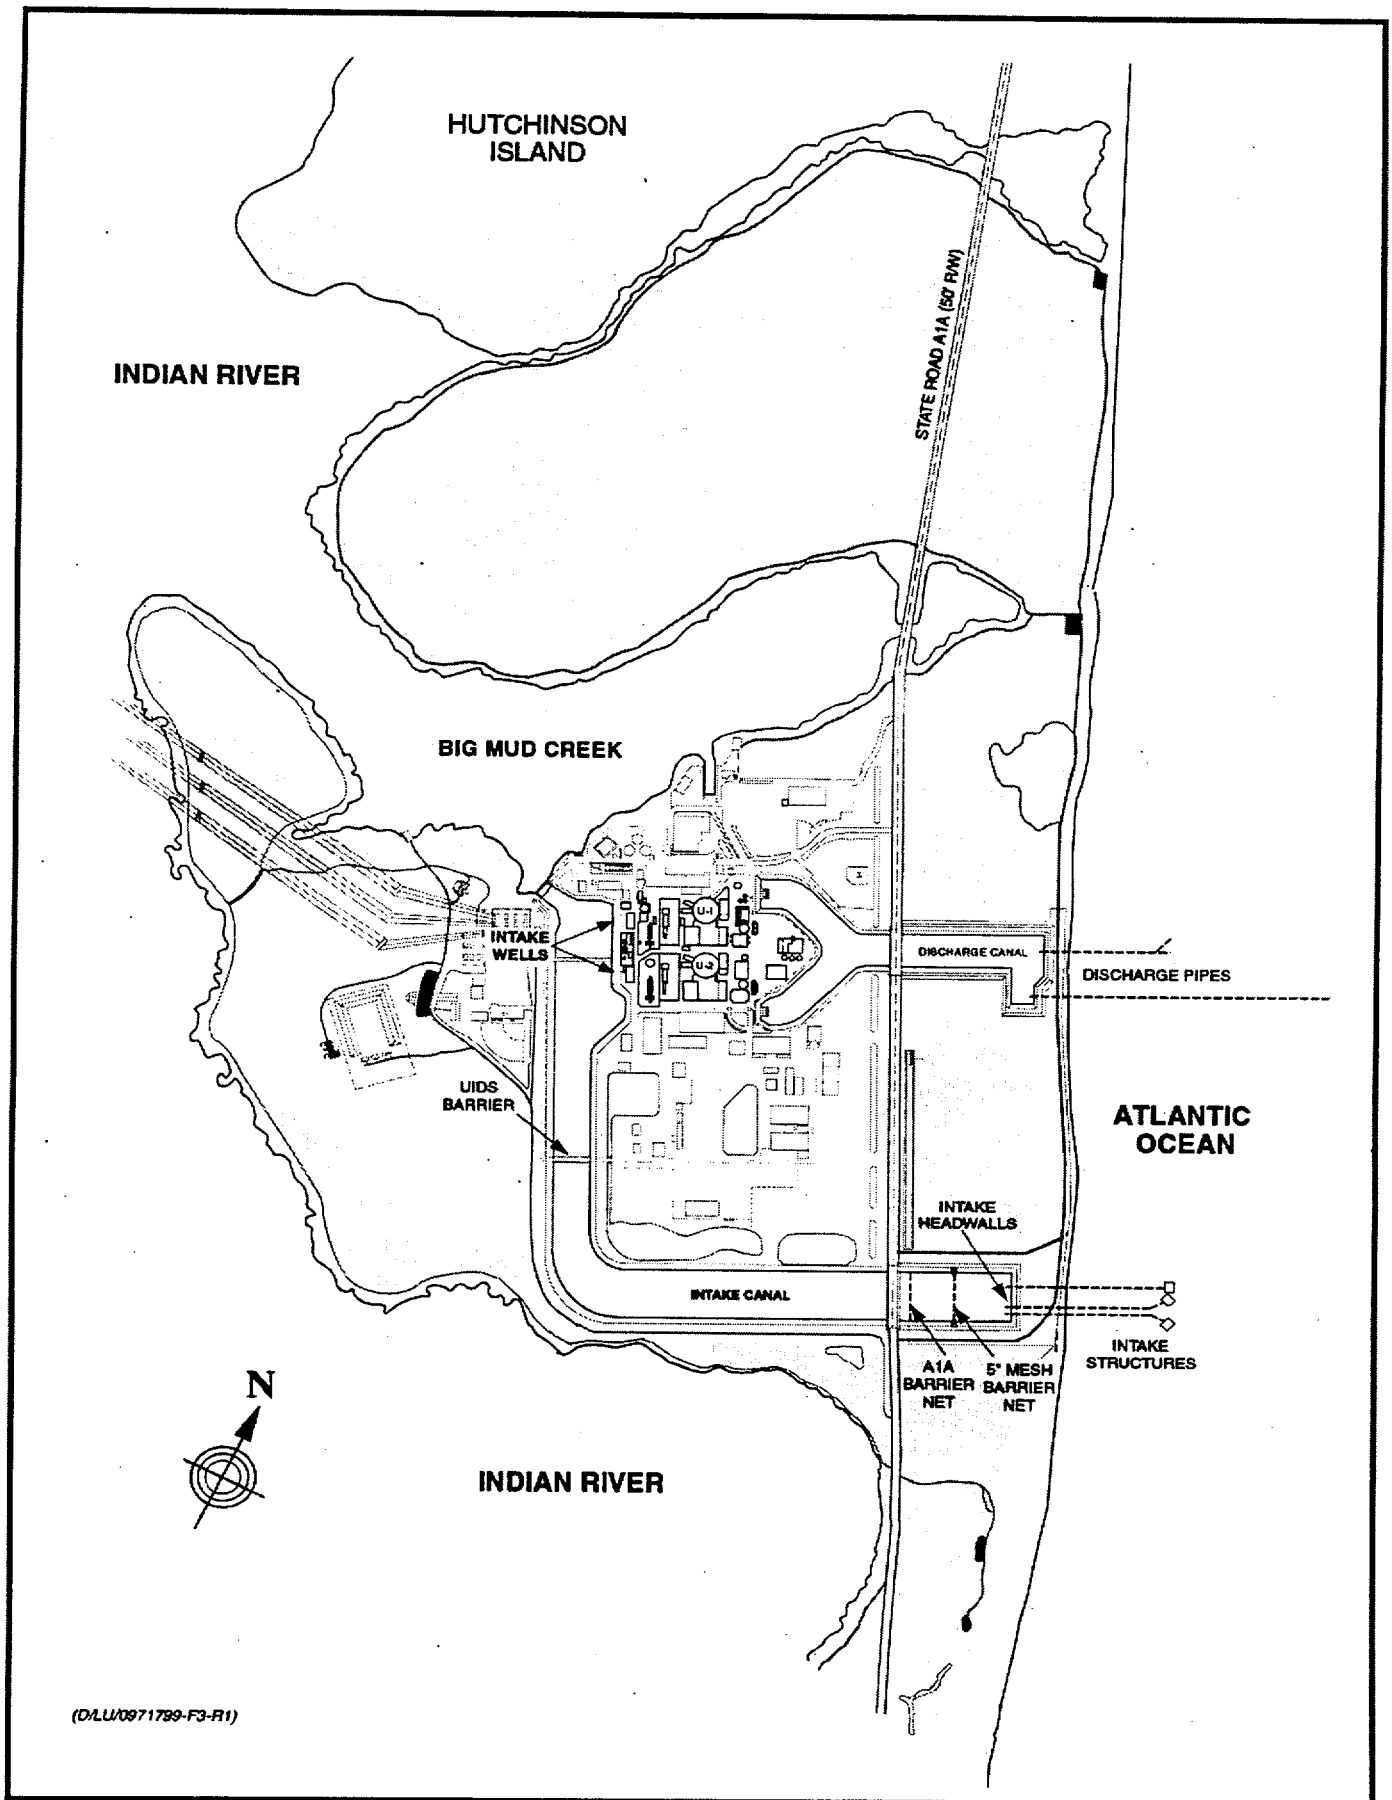 HUTCHINSON
ISLAND
INDIAN RIVER
STATE ROAD A1A (50' R/W)
BIG MUD CREEK
U-1
INTAKE
WELLS
U-2
DISCHARGE CANAL
DISCHARGE PIPES
UIDS
BARRIER
ATLANTIC
OCEAN
INTAKE
HEADWALLS
INTAKE CANAL
INTAKE
STRUCTURES
A1A
BARRIER
NET
5" MESH
BARRIER
NET
N
INDIAN RIVER
(D/LU/0971799-F3-R1)